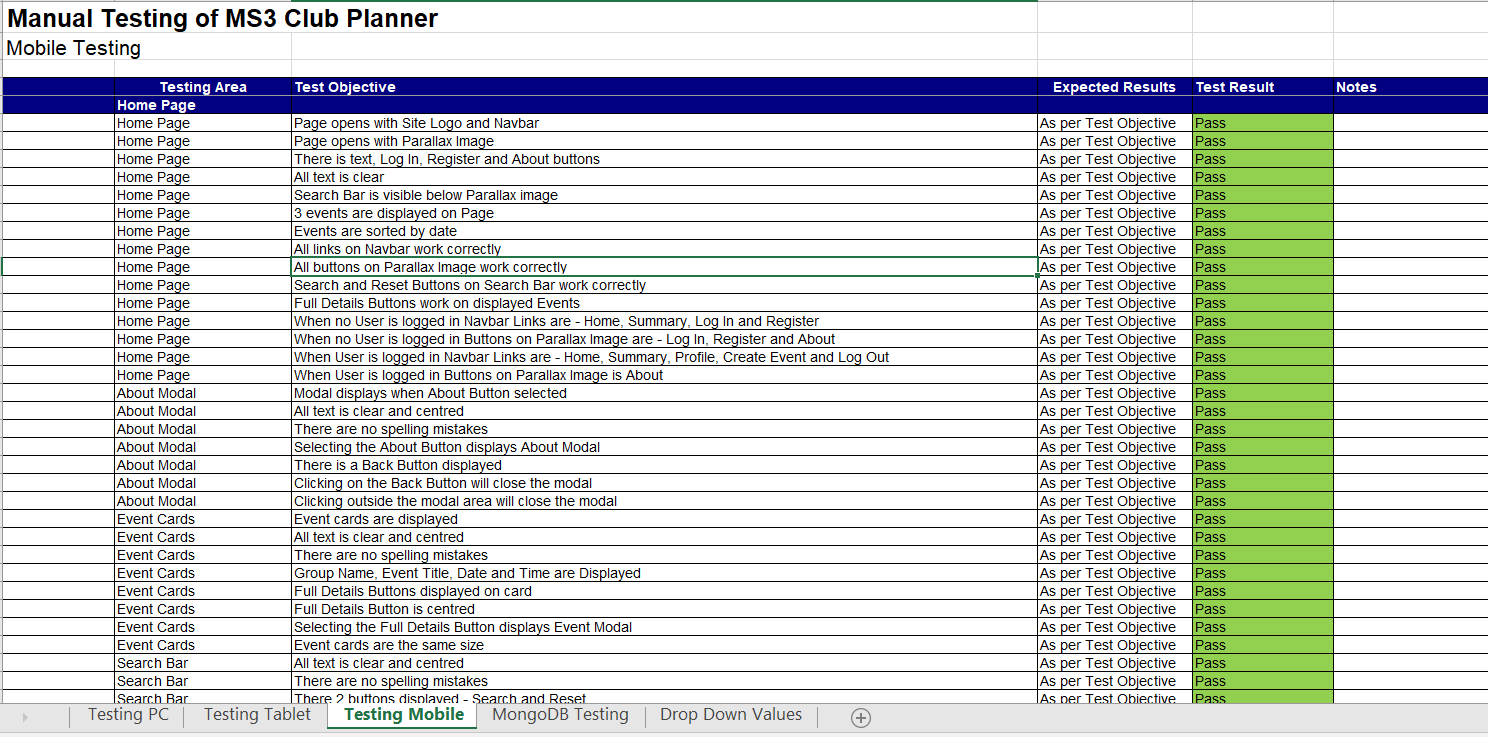 Manual Testing of MS3 Club Planner
Mobile Testing
Testing Area Test Objective Expected Results Test Result Notes
Home Page
Home Page Page opens with Site Logo and Navbar As per Test Objective Pass
Home Page Page opens with Parallax Image As per Test Objective Pass
Home Page There is text, Log In, Register and About buttons As per Test Objective Pass
Home Page All text is clear As per Test Objective Pass
Home Page Search Bar is visible below Parallax image As per Test Objective Pass
Home Page 3 events are displayed on Page As per Test Objective Pass
Home Page Events are sorted by date As per Test Objective Pass
Home Page All links on Navbar work correctly As per Test Objective Pass
Home Page All buttons on Parallax Image work correctly As per Test Objective Pass
Home Page Search and Reset Buttons on Search Bar work correctly As per Test Objective Pass
Home Page Full Details Buttons work on displayed Events As per Test Objective Pass
Home Page When no User is logged in Navbar Links are - Home, Summary, Log In and Register As per Test Objective Pass
Home Page When no User is logged in Buttons on Parallax Image are - Log In, Register and About As per Test Objective Pass
Home Page When User is logged in Navbar Links are - Home, Summary, Profile, Create Event and Log Out As per Test Objective Pass
Home Page When User is logged in Buttons on Parallax Image is About As per Test Objective Pass
About Modal Modal displays when About Button selected As per Test Objective Pass
About Modal All text is clear and centred As per Test Objective Pass
About Modal There are no spelling mistakes As per Test Objective Pass
About Modal Selecting the About Button displays About Modal As per Test Objective Pass
About Modal There is a Back Button displayed As per Test Objective Pass
About Modal Clicking on the Back Button will close the modal As per Test Objective Pass
About Modal Clicking outside the modal area will close the modal As per Test Objective Pass
Event Cards Event cards are displayed As per Test Objective Pass
Event Cards All text is clear and centred As per Test Objective Pass
Event Cards There are no spelling mistakes As per Test Objective Pass
Event Cards Group Name, Event Title, Date and Time are Displayed As per Test Objective Pass
Event Cards Full Details Buttons displayed on card As per Test Objective Pass
Event Cards Full Details Button is centred As per Test Objective Pass
Event Cards Selecting the Full Details Button displays Event Modal As per Test Objective Pass
Event Cards Event cards are the same size As per Test Objective Pass
Search Bar All text is clear and centred As per Test Objective Pass
Search Bar There are no spelling mistakes As per Test Objective Pass
Search Bar There 2 buttons displayed - Search and Reset As per Test Objective Pass
Testing PC Testing Tablet Testing Mobile MongoDB Testing Drop Down Values